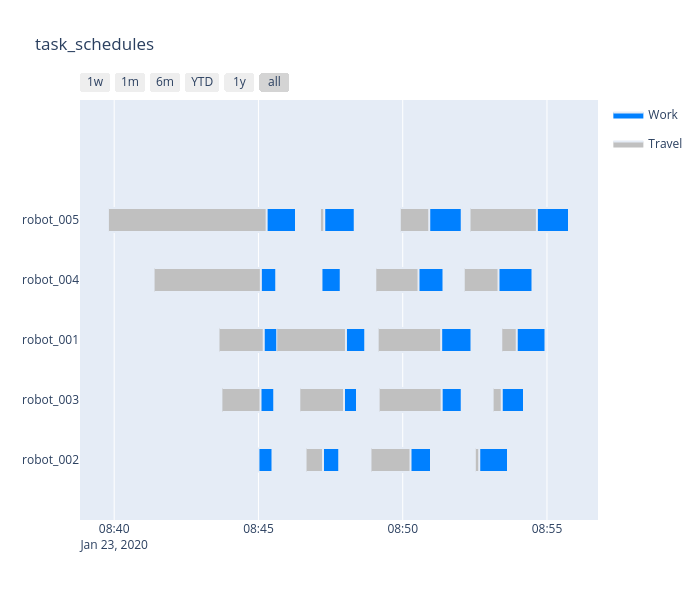 task_schedules
1w 1m 6m YTD 1y all
Work
Travel
robot_005
robot_004
robot_001
robot_003
robot_002
08:40 08:45 08:50 08:55
Jan 23, 2020